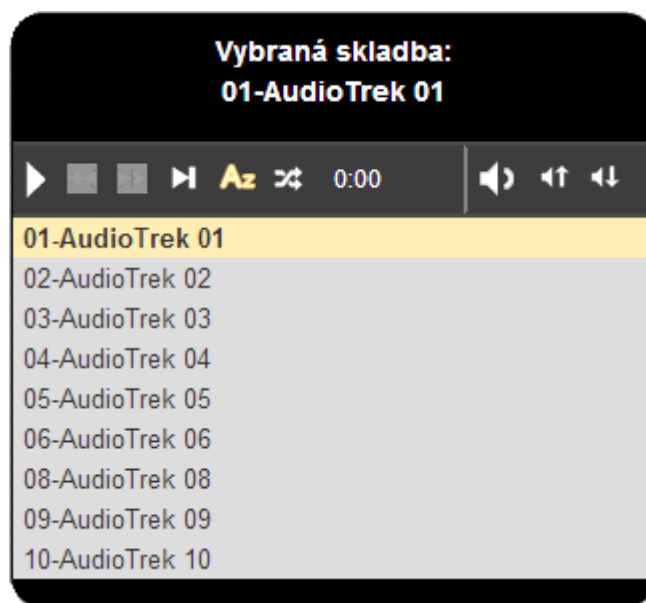 Vybraná skladba:
01-AudioTrek 01
Az 0:00
01-AudioTrek 01
02-AudioTrek 02
03-AudioTrek 03
04-AudioTrek 04
05-AudioTrek 05
06-AudioTrek 06
08-AudioTrek 08
09-AudioTrek 09
10-AudioTrek 10